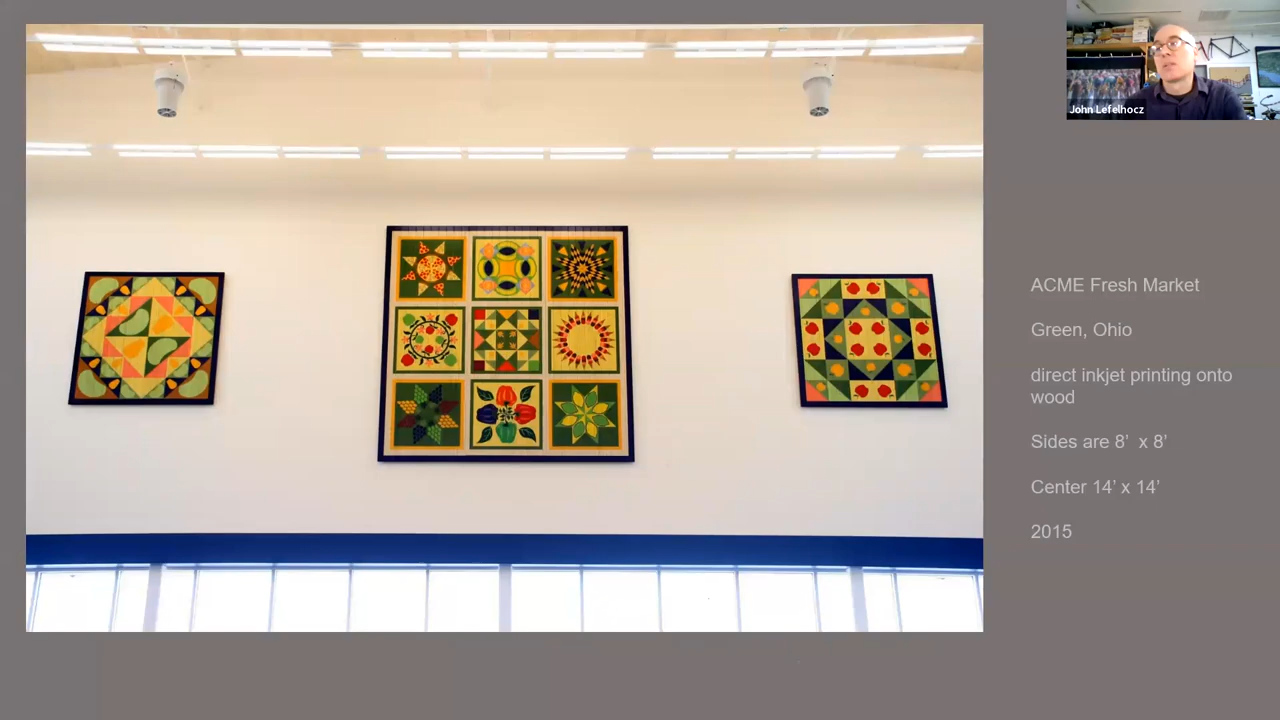 John Lefelhocz
ACME Fresh Market
Green, Ohio
direct inkjet printing onto
wood
Sides are 8'  x 8'
Center 14' x 14'
2015